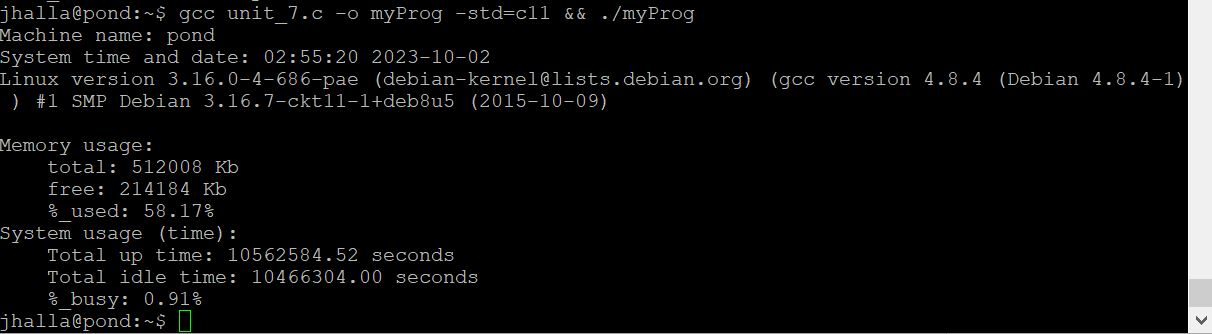 jhalla@pond:~$ gcc unit_7.c -o myProg -std=c11 && ./myProg
Machine name: pond
System time and date: 02:55:20 2023-10-02
Linux version 3.16.0-4-686-pae (debian-kernel@lists.debian.org) (gcc version 4.8.4 (Debian 4.8.4-1)
 ) #1 SMP Debian 3.16.7-ckt11-1+deb8u5 (2015-10-09)

Memory usage:
    total: 512008 Kb
    free: 214184 Kb
    %_used: 58.17%
System usage (time):
    Total up time: 10562584.52 seconds
    Total idle time: 10466304.00 seconds
    %_busy: 0.91%
jhalla@pond:~$